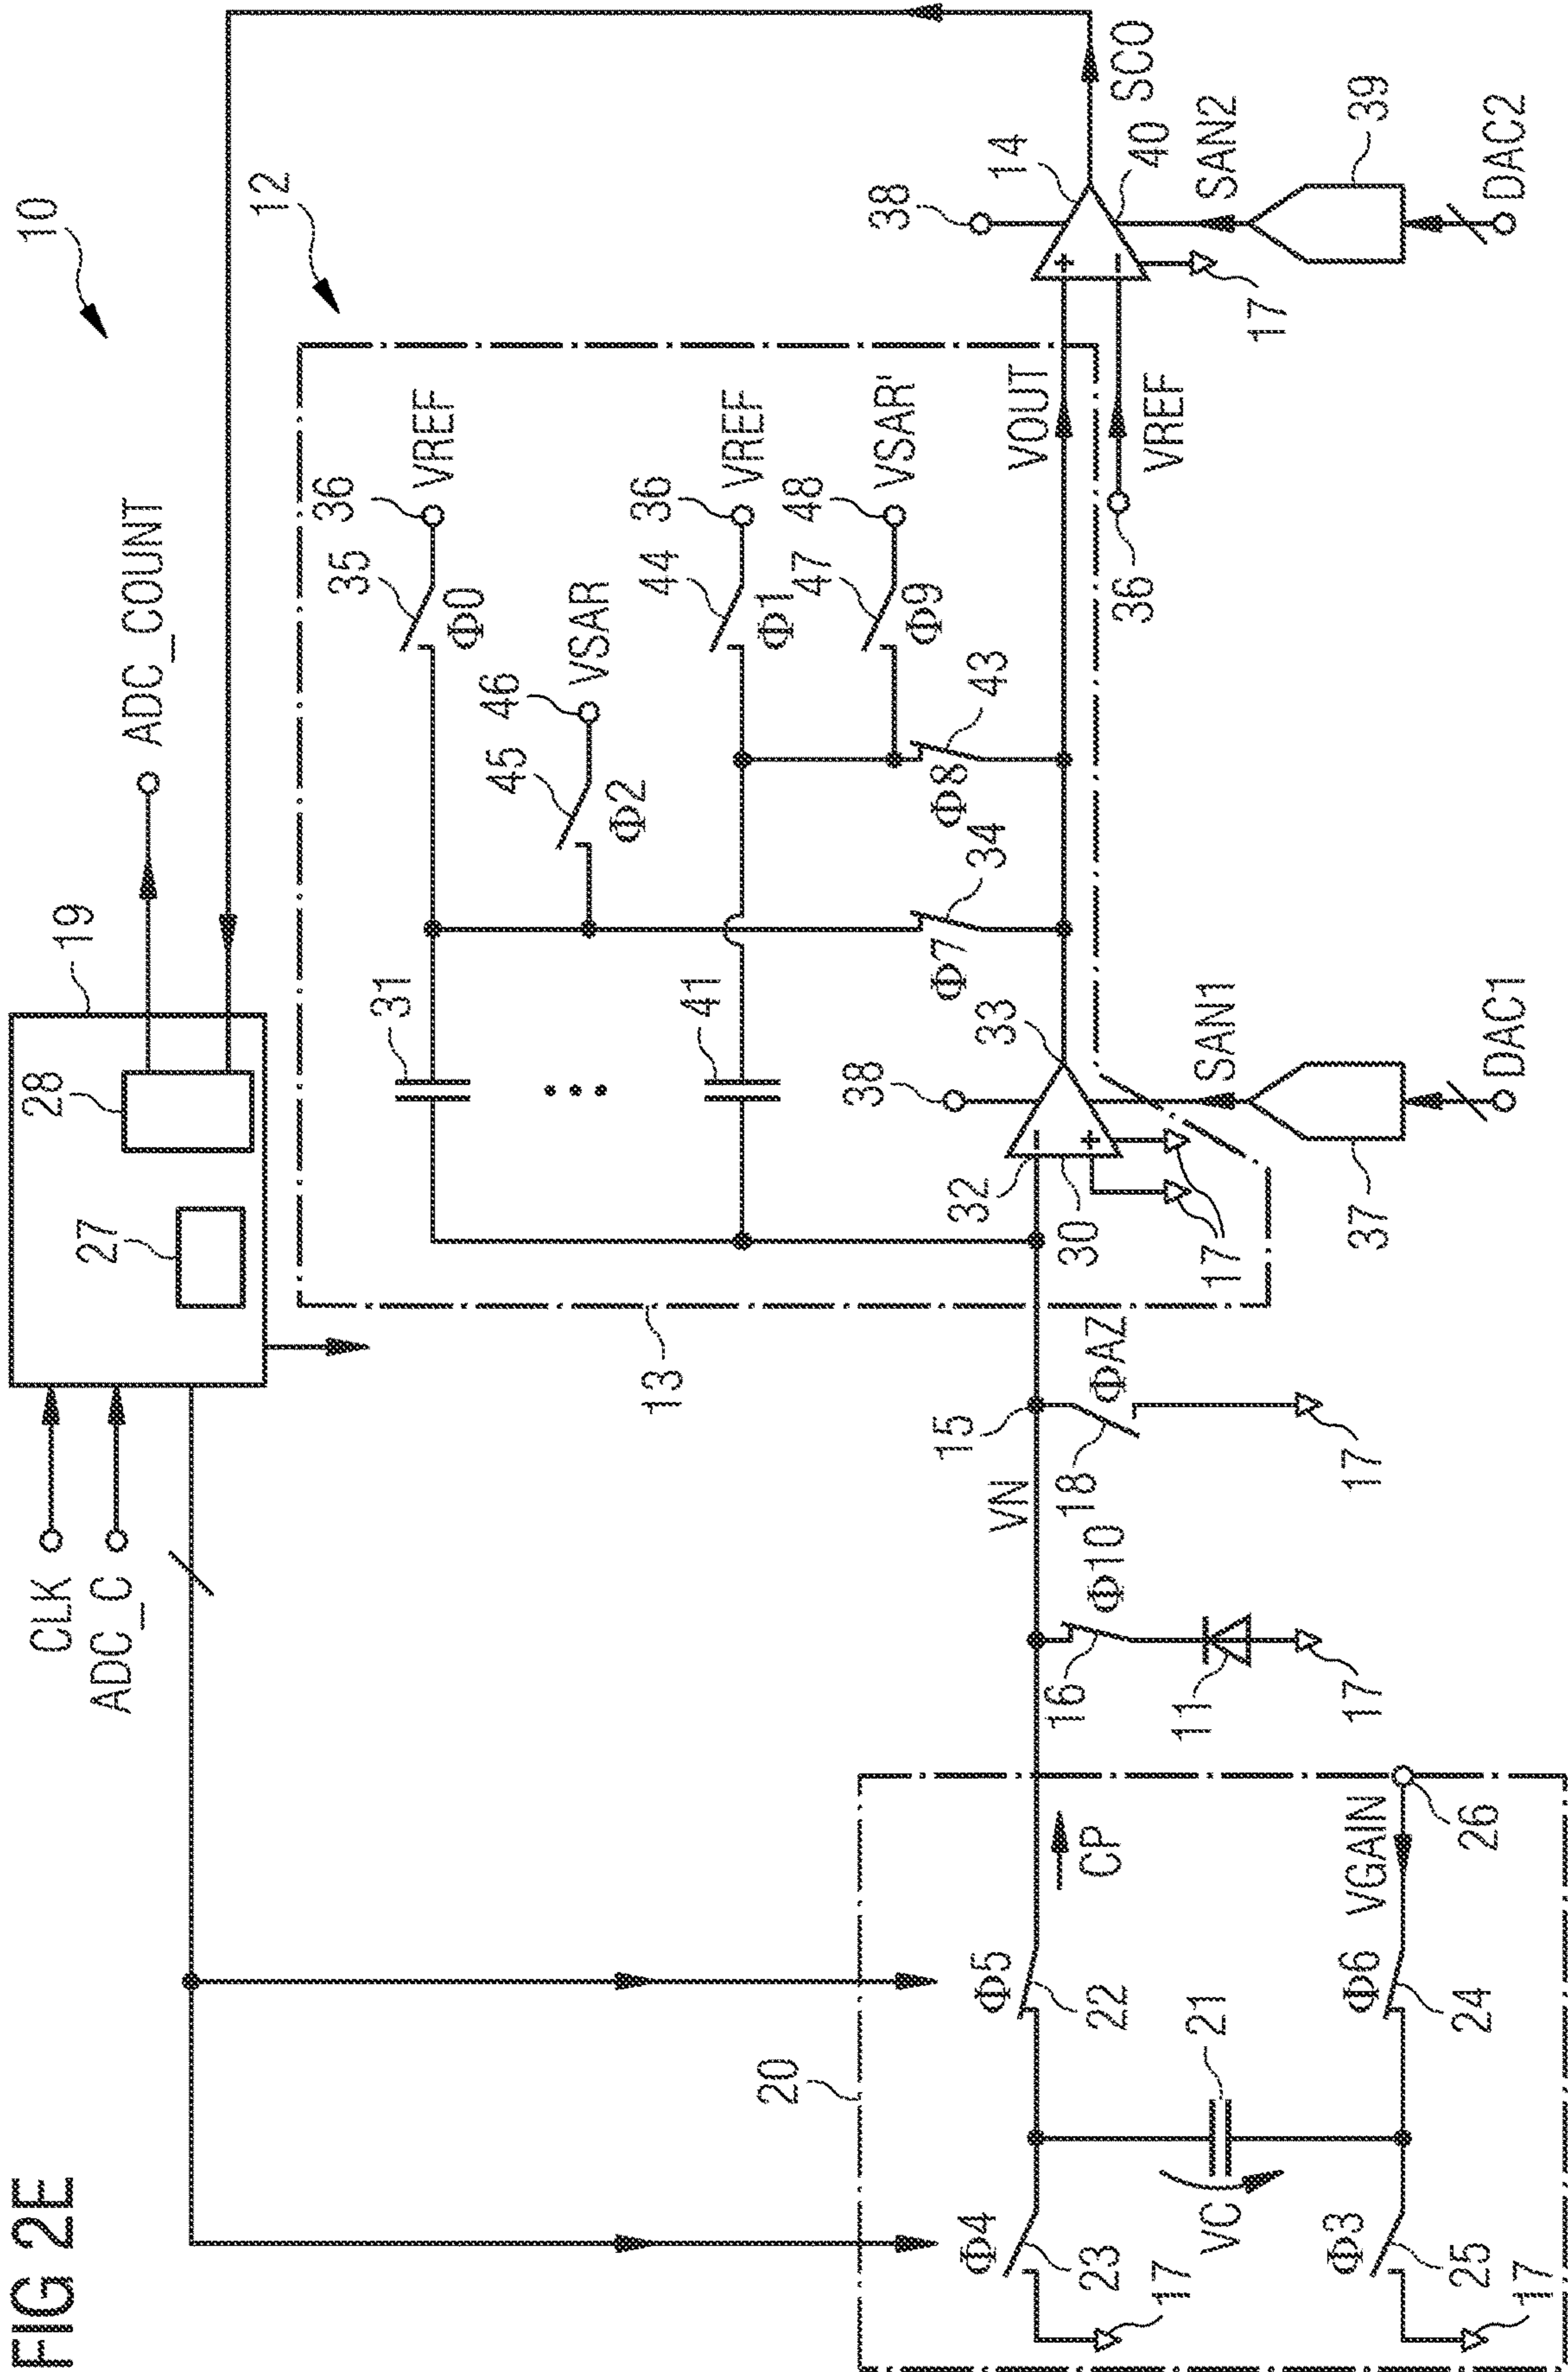 FIG 2E
10
12
CLK
ADC_C
19
27
28
ADC_COUNT
13
31
41
35
Φ0
36
VREF
45
Φ2
46
VSAR
44
Φ1
36
VREF
47
Φ9
48
VSAR'
Φ7
34
Φ8
43
VOUT
32
30
33
38
17
SAN1
37
DAC1
36
VREF
38
14
SCO
40
17
SAN2
39
DAC2
20
Φ4
23
17
Φ5
22
CP
VC
21
Φ3
25
17
Φ6
24
VGAIN
26
VN
15
16
Φ10
11
17
18
ΦAZ
17